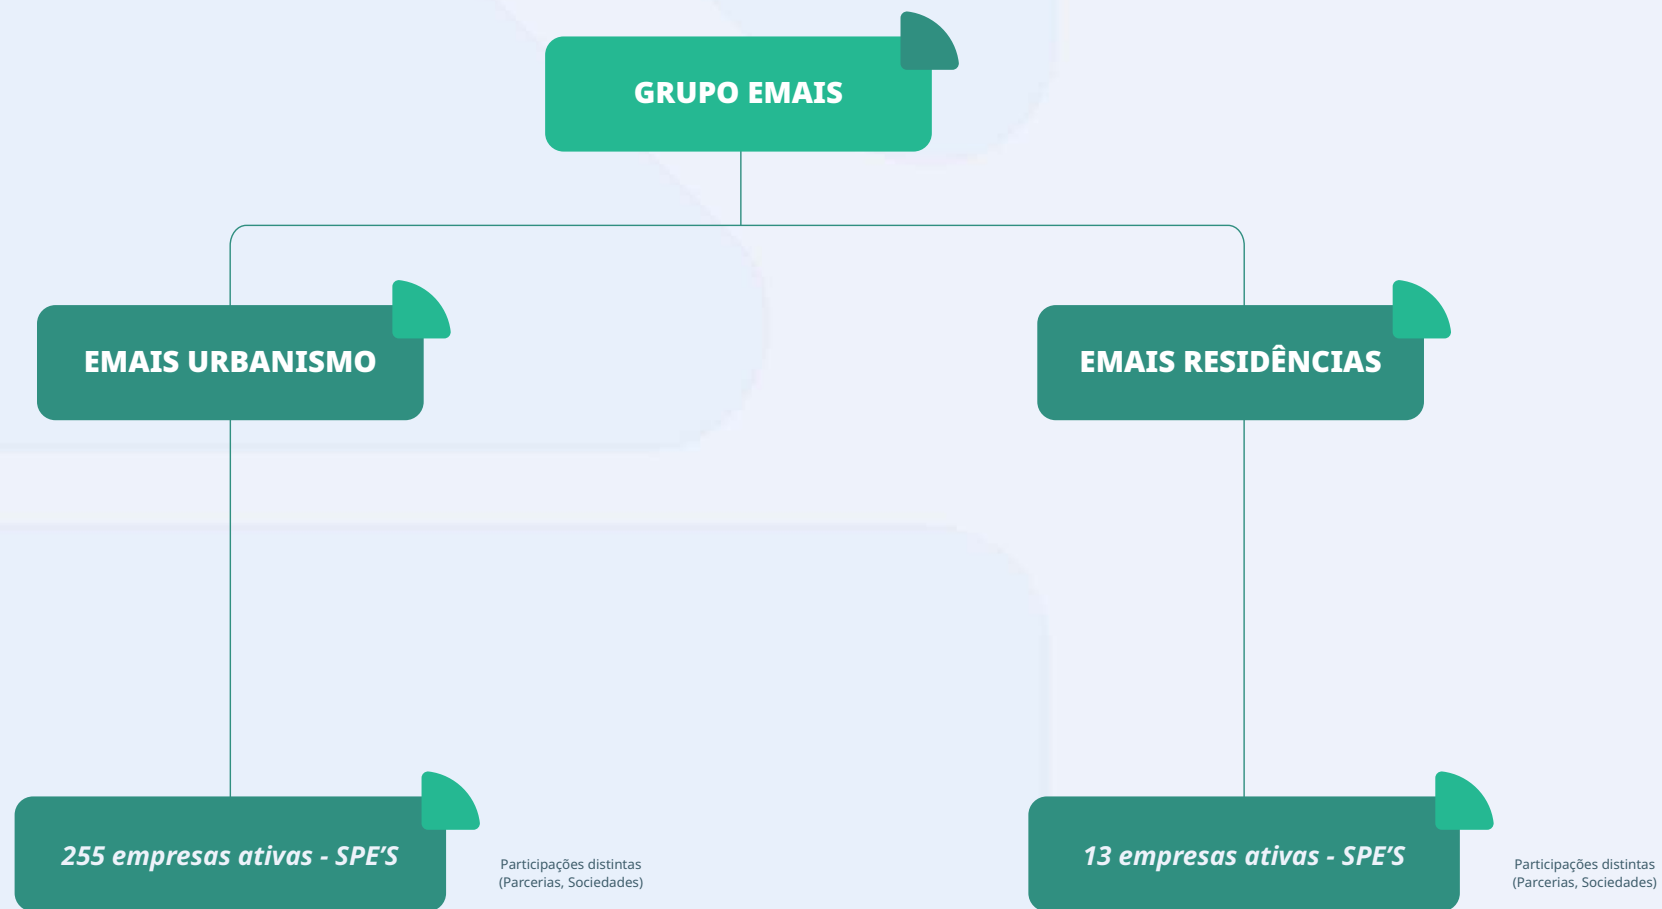 GRUPO EMAIS
EMAIS URBANISMO
EMAIS RESIDÊNCIAS
255 empresas ativas - SPE’S
Participações distintas
(Parcerias, Sociedades)
13 empresas ativas - SPE’S
Participações distintas
(Parcerias, Sociedades)